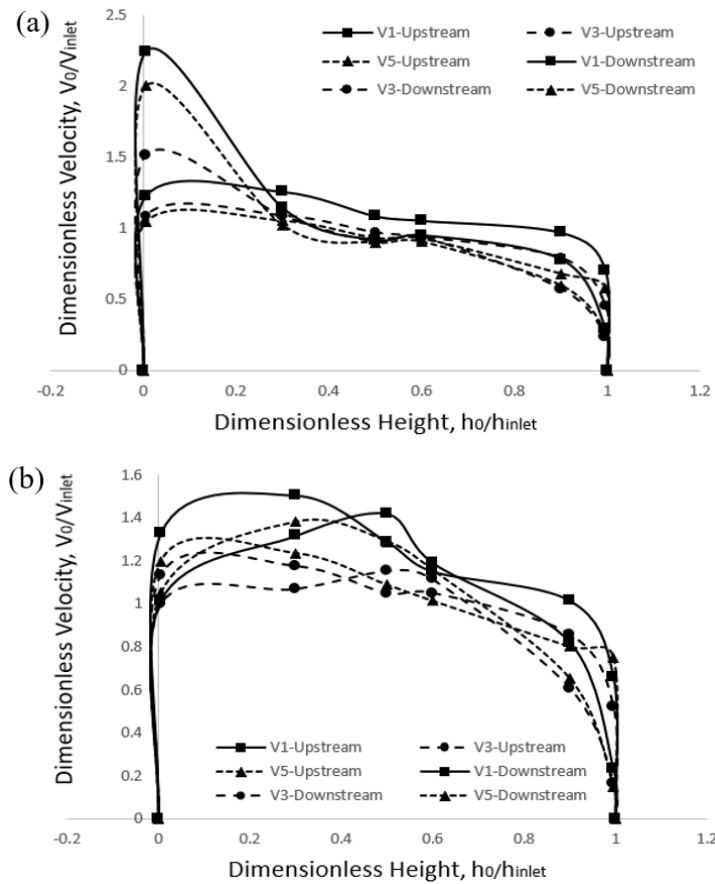 (a)
Dimensionless Velocity, V0/Vinlet
2.5
2
1.5
1
0.5
0
V1-Upstream V3-Upstream
V5-Upstream V1-Downstream
V3-Downstream V5-Downstream
-0.2 0 0.2 0.4 0.6 0.8 1 1.2
Dimensionless Height, h0/hinlet
(b)
Dimensionless Velocity, V0/Vinlet
1.6
1.4
1.2
1
0.8
0.6
0.4
0.2
0
V1-Upstream V3-Upstream
V5-Upstream V1-Downstream
V3-Downstream V5-Downstream
-0.2 0 0.2 0.4 0.6 0.8 1 1.2
Dimensionless Height, h0/hinlet